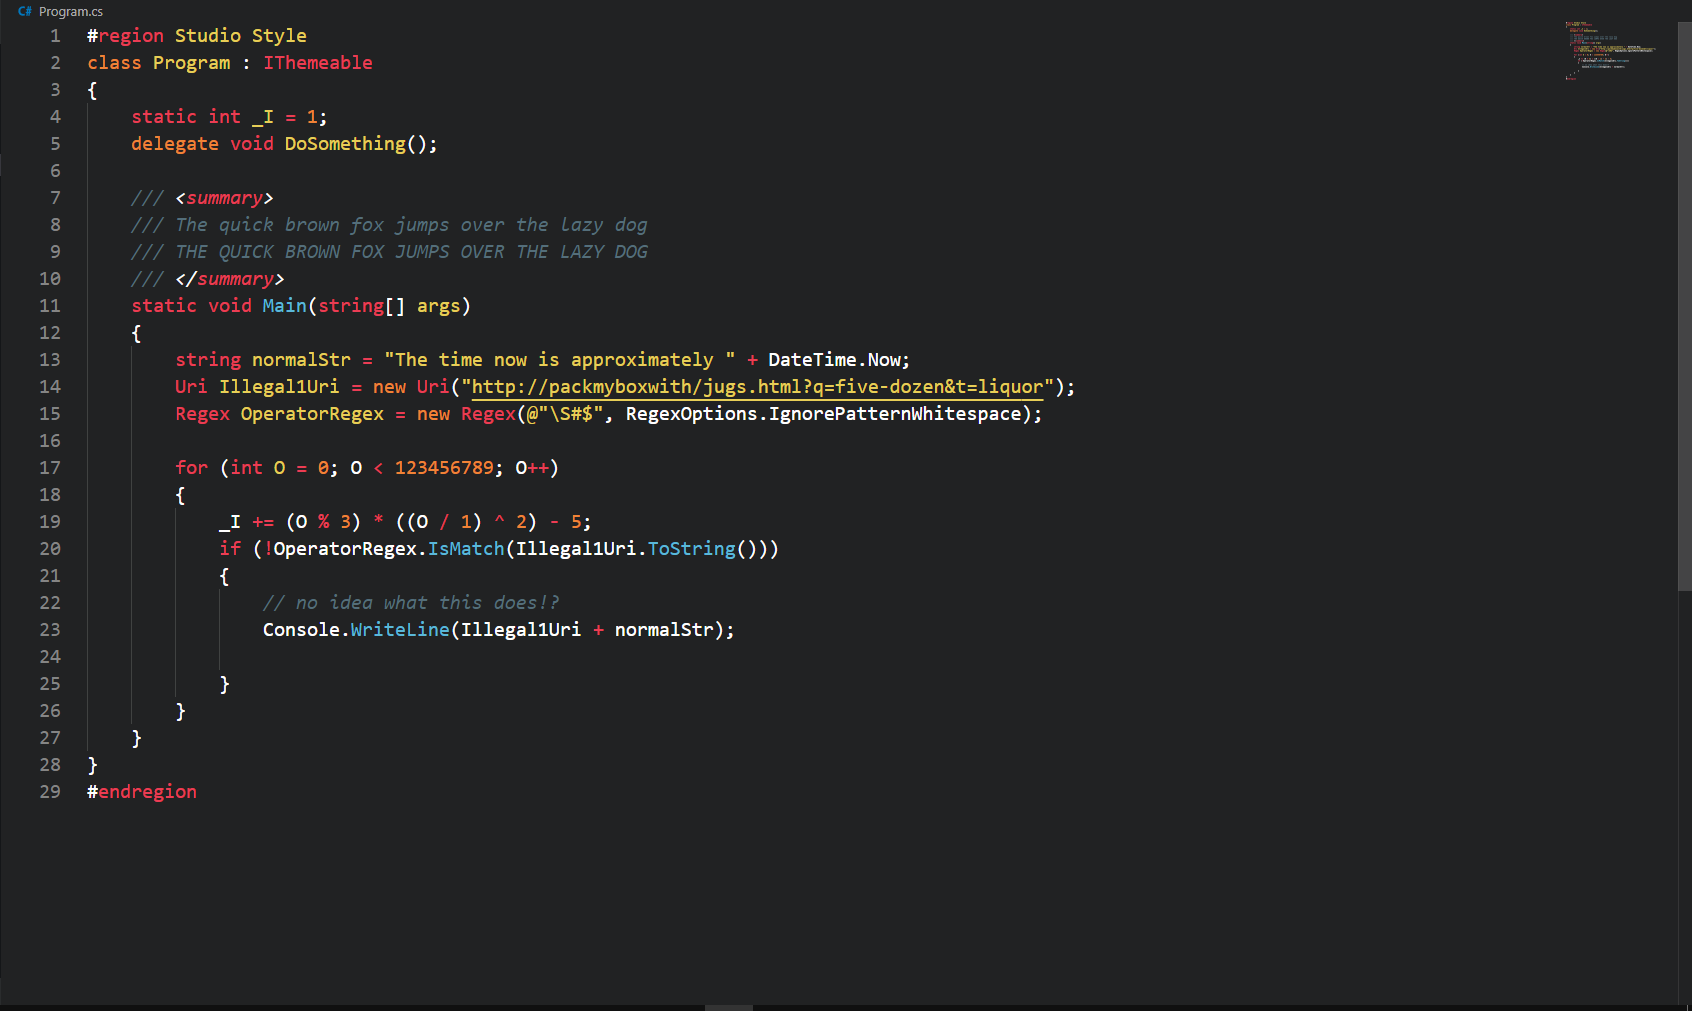 C# Program.cs
1 #region Studio Style
2 class Program : IThemeable
3 {
4     static int _I = 1;
5     delegate void DoSomething();
6
7     /// <summary>
8     /// The quick brown fox jumps over the lazy dog
9     /// THE QUICK BROWN FOX JUMPS OVER THE LAZY DOG
10     /// </summary>
11     static void Main(string[] args)
12     {
13         string normalStr = "The time now is approximately " + DateTime.Now;
14         Uri Illegal1Uri = new Uri("http://packmyboxwith/jugs.html?q=five-dozen&t=liquor");
15         Regex OperatorRegex = new Regex(@"\S#$", RegexOptions.IgnorePatternWhitespace);
16
17         for (int O = 0; O < 123456789; O++)
18         {
19             _I += (O % 3) * ((O / 1) ^ 2) - 5;
20             if (!OperatorRegex.IsMatch(Illegal1Uri.ToString()))
21             {
22                 // no idea what this does!?
23                 Console.WriteLine(Illegal1Uri + normalStr);
24
25             }
26         }
27     }
28 }
29 #endregion